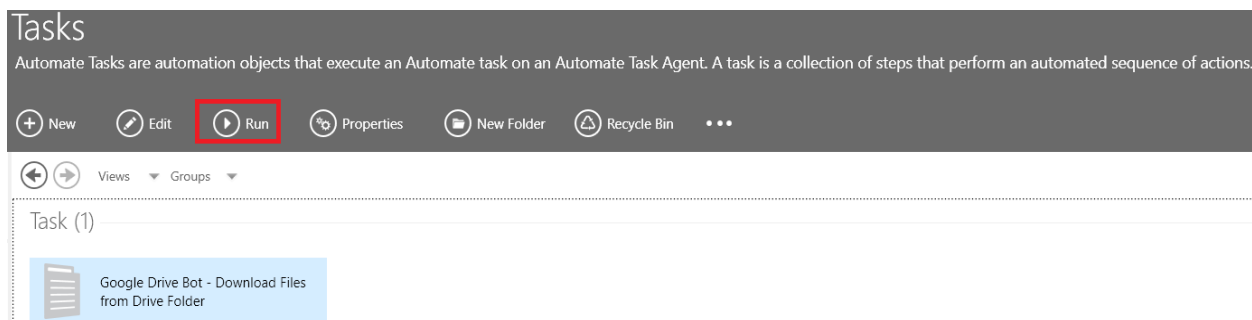 Tasks
Automate Tasks are automation objects that execute an Automate task on an Automate Task Agent. A task is a collection of steps that perform an automated sequence of actions.
New Edit Run Properties New Folder Recycle Bin •••
Views Groups
Task (1)
Google Drive Bot - Download Files
from Drive Folder